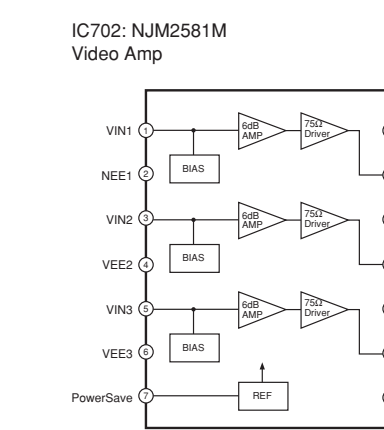 IC702: NJM2581M
Video Amp
VIN1 1 6dB AMP 75Ω Driver
BIAS
NEE1 2
VIN2 3 6dB AMP 75Ω Driver
BIAS
VEE2 4
VIN3 5 6dB AMP 75Ω Driver
BIAS
VEE3 6
PowerSave 7 REF